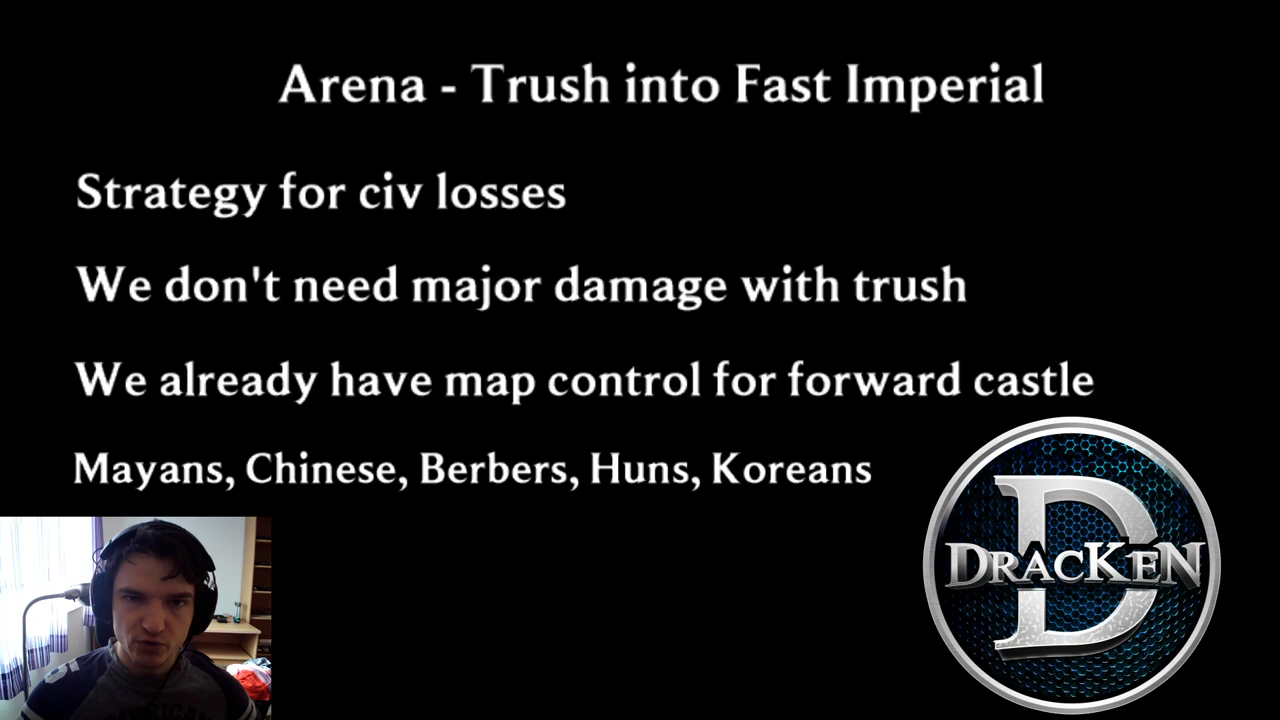 Arena - Trush into Fast Imperial
Strategy for civ losses
We don't need major damage with trush
We already have map control for forward castle
Mayans, Chinese, Berbers, Huns, Koreans
D
DRACKEN